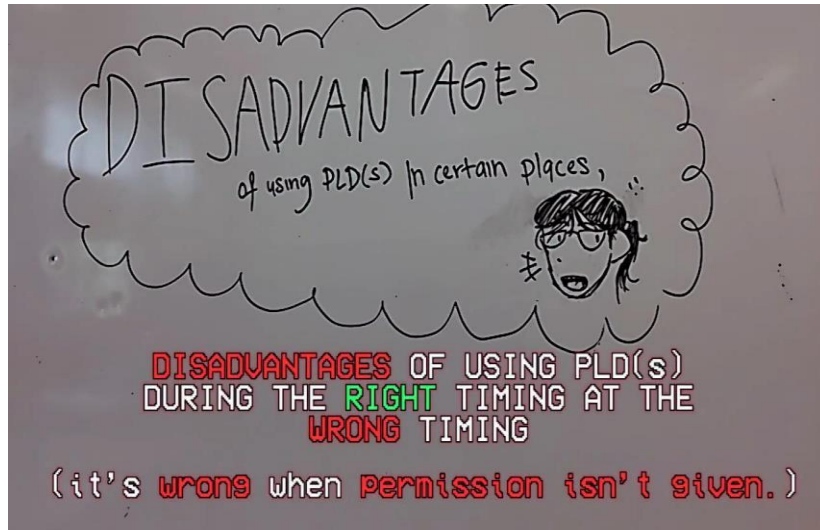 DISADVANTAGES
of using PLD(s) in certain places,
DISADVANTAGES OF USING PLD(s)
DURING THE RIGHT TIMING AT THE
WRONG TIMING
(it's wrong when permission isn't given.)